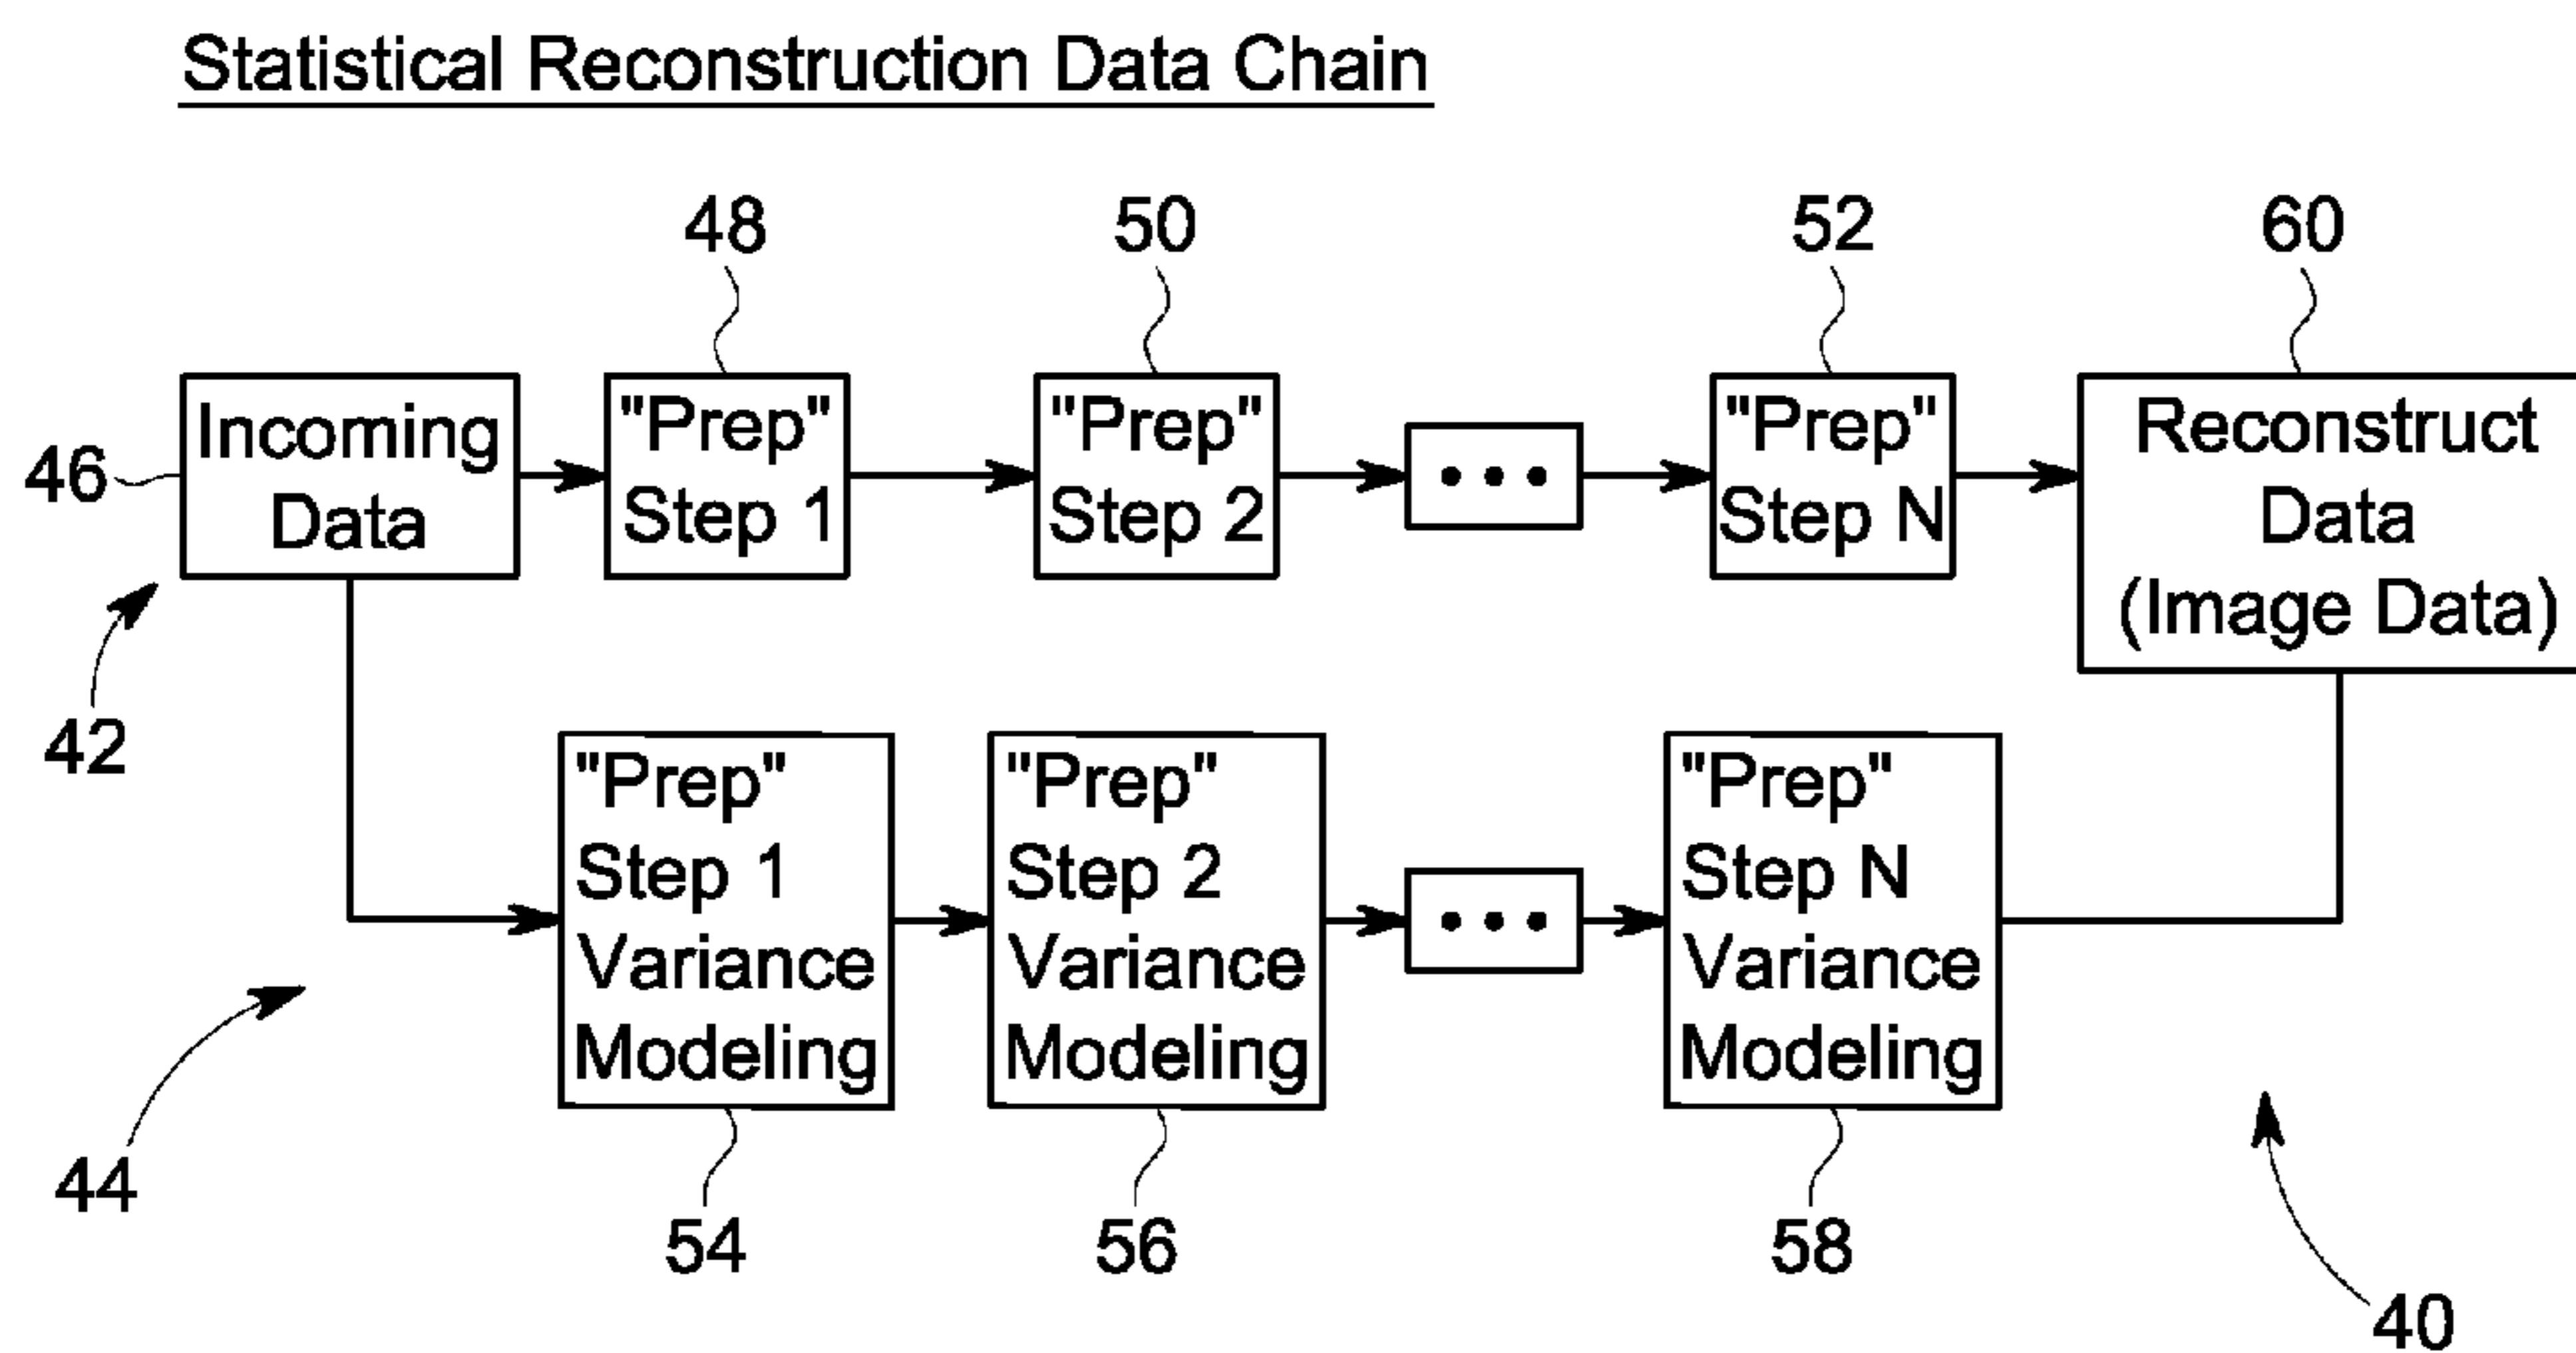 Statistical Reconstruction Data Chain
48
50
52
60
46
Incoming
Data
"Prep"
Step 1
"Prep"
Step 2
•••
"Prep"
Step N
Reconstruct
Data
(Image Data)
42
"Prep"
Step 1
Variance
Modeling
"Prep"
Step 2
Variance
Modeling
•••
"Prep"
Step N
Variance
Modeling
44
54
56
58
40